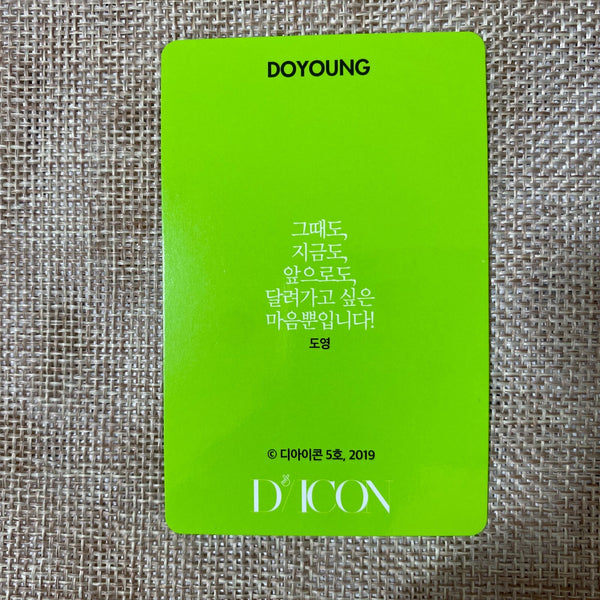 DOYOUNG
그때도,
지금도,
앞으로도,
달려가고 싶은
마음뿐입니다!
도영
© 디아이콘 5호, 2019
D/ICON